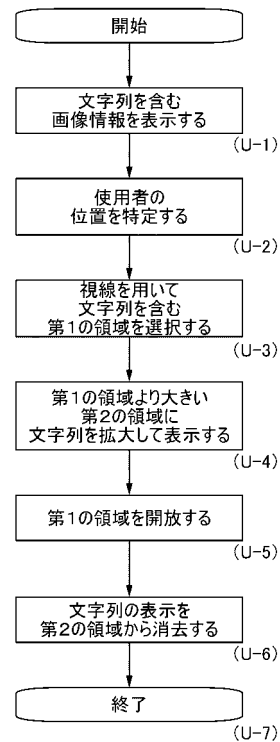 開始
文字列を含む
画像情報を表示する
(U-1)
使用者の
位置を特定する
(U-2)
視線を用いて
文字列を含む
第1の領域を選択する
(U-3)
第1の領域より大きい
第2の領域に
文字列を拡大して表示する
(U-4)
第1の領域を開放する
(U-5)
文字列の表示を
第2の領域から消去する
(U-6)
終了
(U-7)